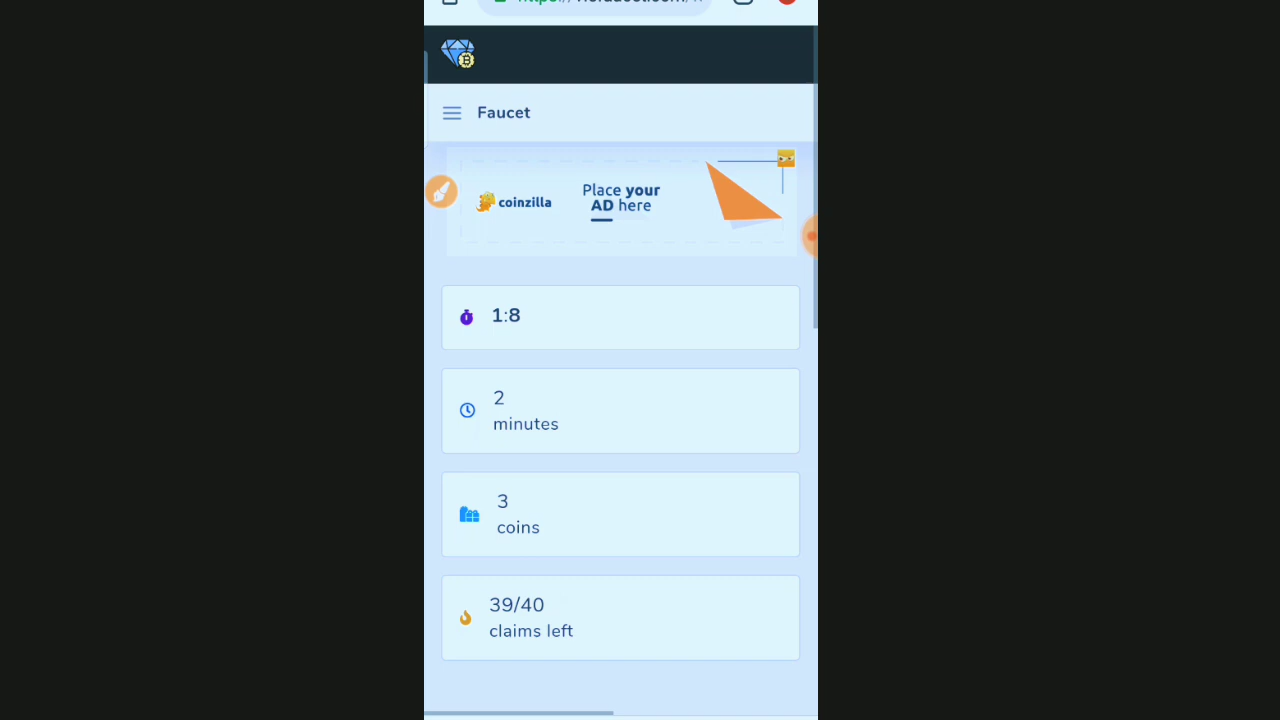 Faucet
coinzilla
Place your
AD here
1:8
2
minutes
3
coins
39/40
claims left